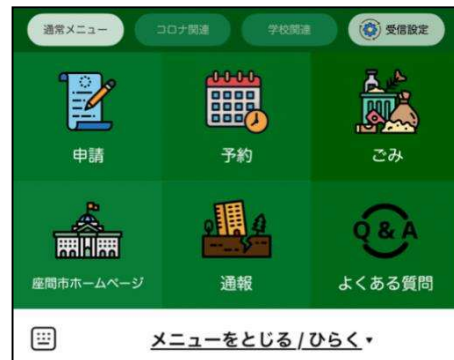 通常メニュー
コロナ関連
学校関連
受信設定
申請
予約
ごみ
座間市ホームページ
通報
Q & A
よくある質問
メニューをとじる / ひらく▾